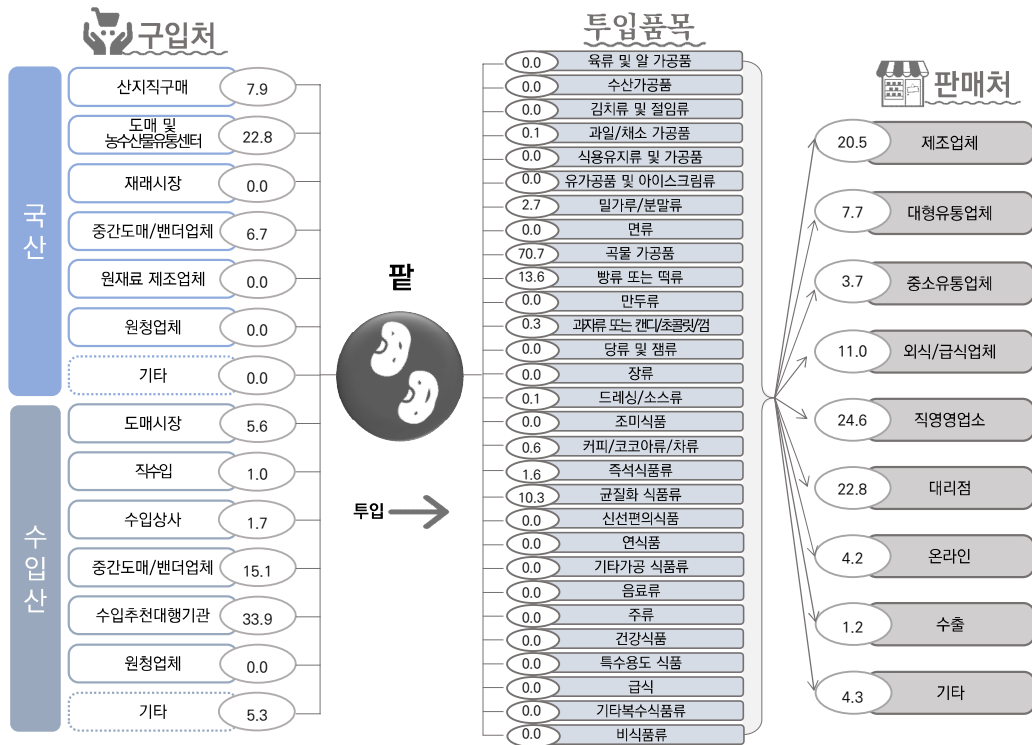 구입처
국산
산지직구매 7.9
도매 및
농수산물유통센터 22.8
재래시장 0.0
중간도매/밴더업체 6.7
원재료 제조업체 0.0
원청업체 0.0
기타 0.0
수입산
도매시장 5.6
직수입 1.0
수입상사 1.7
중간도매/밴더업체 15.1
수입추천대행기관 33.9
원청업체 0.0
기타 5.3
팥
투입
투입품목
0.0 육류 및 알 가공품
0.0 수산가공품
0.0 김치류 및 절임류
0.1 과일/채소 가공품
0.0 식용유지류 및 가공품
0.0 유가공품 및 아이스크림류
2.7 밀가루/분말류
0.0 면류
70.7 곡물 가공품
13.6 빵류 또는 떡류
0.0 만두류
0.3 과자류 또는 캔디/초콜릿/껌
0.0 당류 및 잼류
0.0 장류
0.1 드레싱/소스류
0.0 조미식품
0.6 커피/코코아류/차류
1.6 즉석식품류
10.3 균질화 식품류
0.0 신선편의식품
0.0 연식품
0.0 기타가공 식품류
0.0 음료류
0.0 주류
0.0 건강식품
0.0 특수용도 식품
0.0 급식
0.0 기타복수식품류
0.0 비식품류
판매처
20.5 제조업체
7.7 대형유통업체
3.7 중소유통업체
11.0 외식/급식업체
24.6 직영영업소
22.8 대리점
4.2 온라인
1.2 수출
4.3 기타